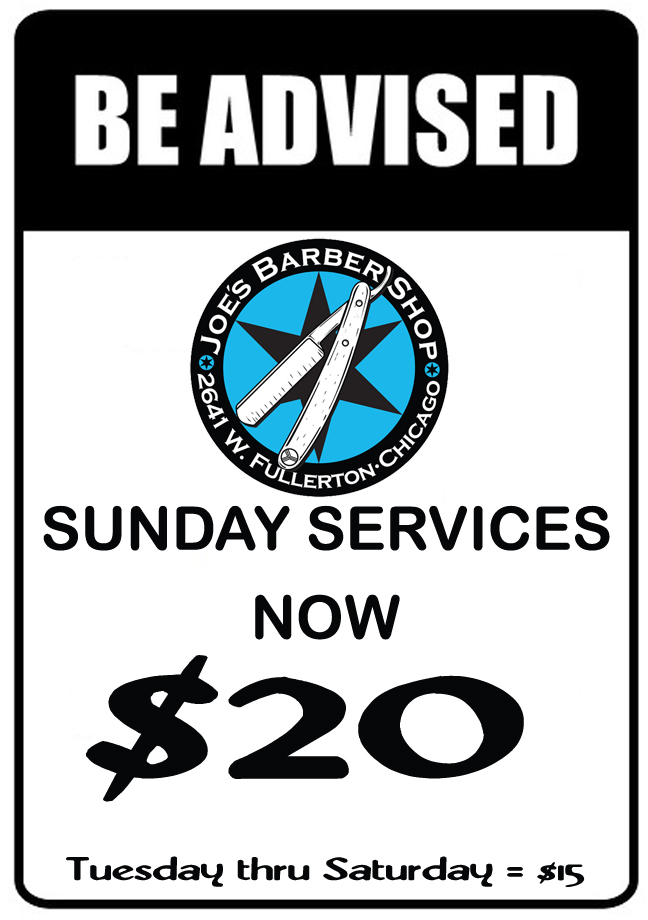 BE ADVISED
JOE'S BARBER SHOP
2641 W. FULLERTON · CHICAGO
SUNDAY SERVICES
NOW
$20
Tuesday thru Saturday = $15